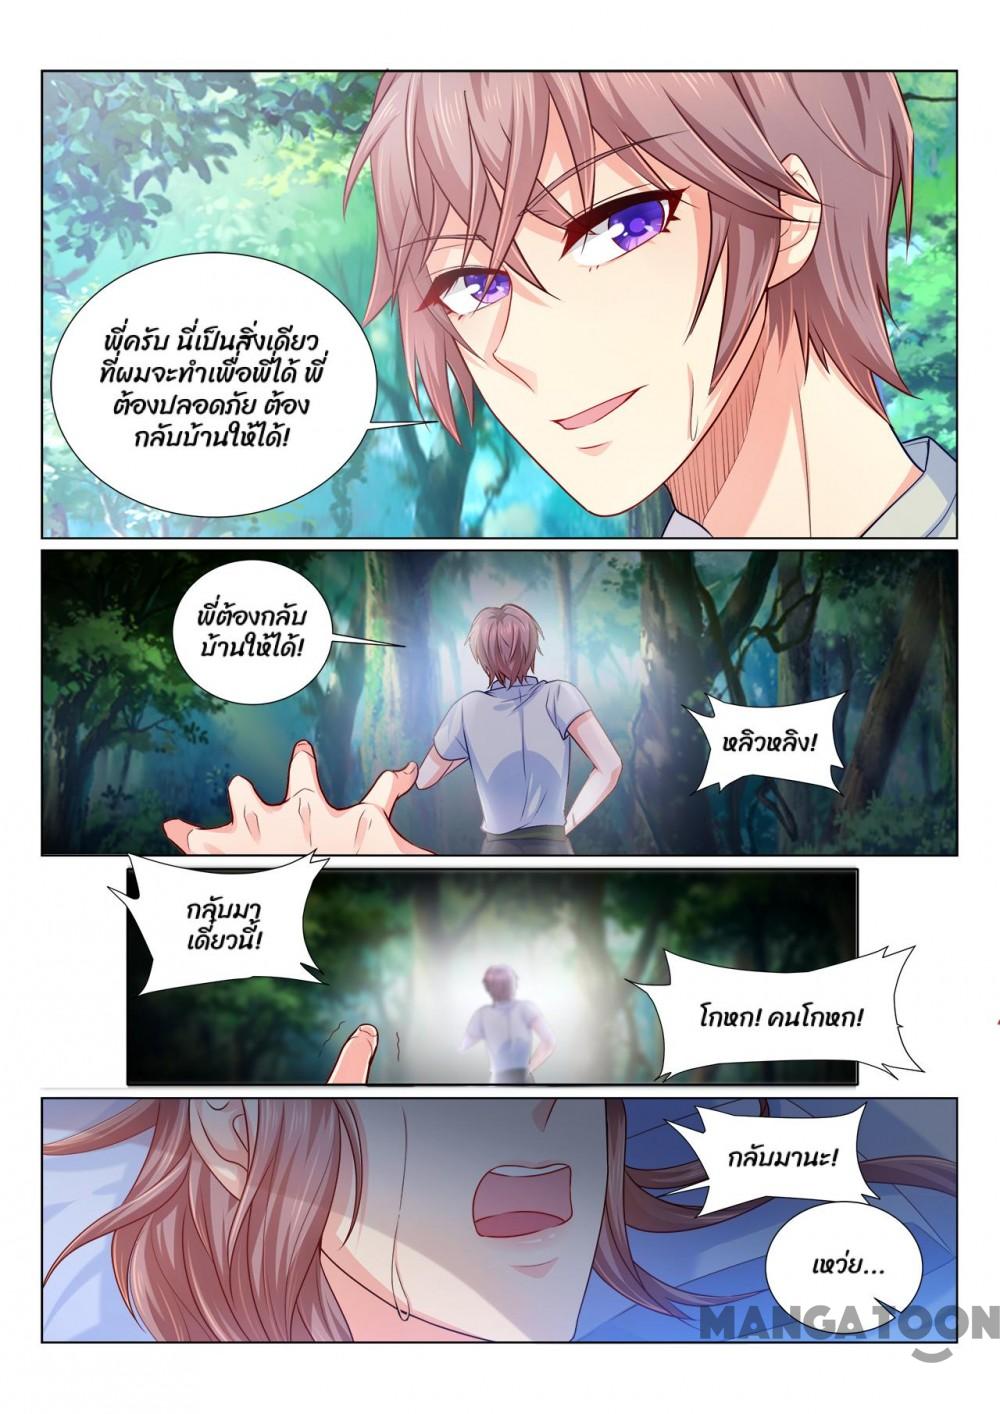 พี่ครับ นี่เป็นสิ่งเดียว
ที่ผมจะทำเพื่อพี่ได้ พี่
ต้องปลอดภัย ต้อง
กลับบ้านให้ได้!
พี่ต้องกลับ
บ้านให้ได้!
หลิวหลิง!
กลับมา
เดี๋ยวนี้!
โกหก! คนโกหก!
กลับมานะ!
เหว่ย...
MANGATOON